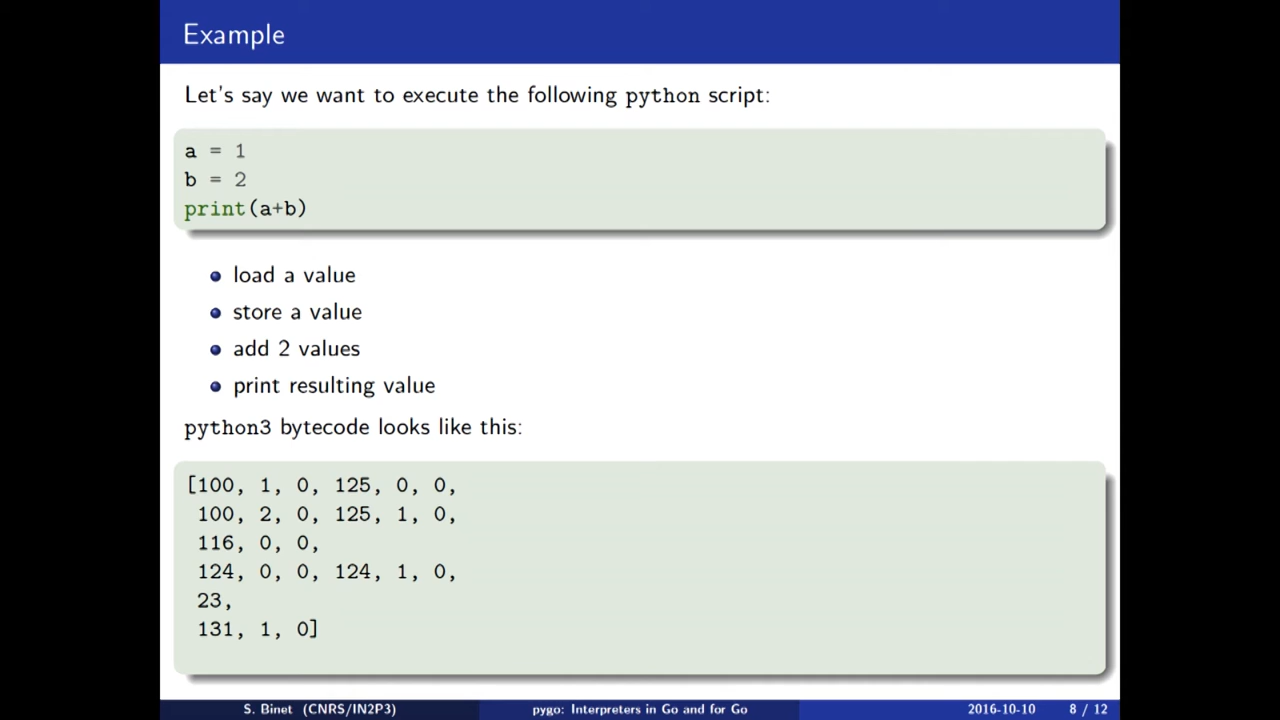 Example
Let's say we want to execute the following python script:
a = 1
b = 2
print(a+b)
load a value
store a value
add 2 values
print resulting value
python3 bytecode looks like this:
[100, 1, 0, 125, 0, 0,
100, 2, 0, 125, 1, 0,
116, 0, 0,
124, 0, 0, 124, 1, 0,
23,
131, 1, 0]
S. Binet (CNRS/IN2P3) pygo: Interpreters in Go and for Go 2016-10-10 8 / 12